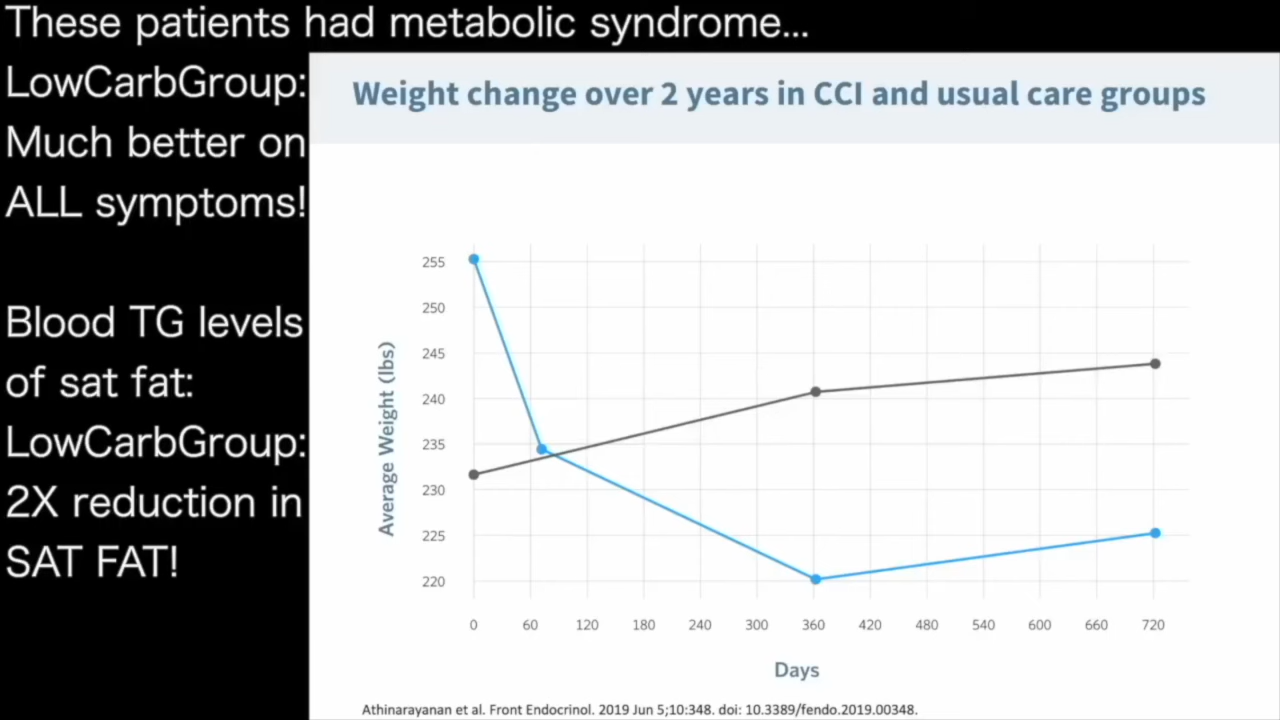 These patients had metabolic syndrome...
LowCarbGroup:
Much better on
ALL symptoms!
Blood TG levels
of sat fat:
LowCarbGroup:
2X reduction in
SAT FAT!
Weight change over 2 years in CCI and usual care groups
Average Weight (lbs)
255
250
245
240
235
230
225
220
0 60 120 180 240 300 360 420 480 540 600 660 720
Days
Athinarayanan et al. Front Endocrinol. 2019 Jun 5;10:348. doi: 10.3389/fendo.2019.00348.